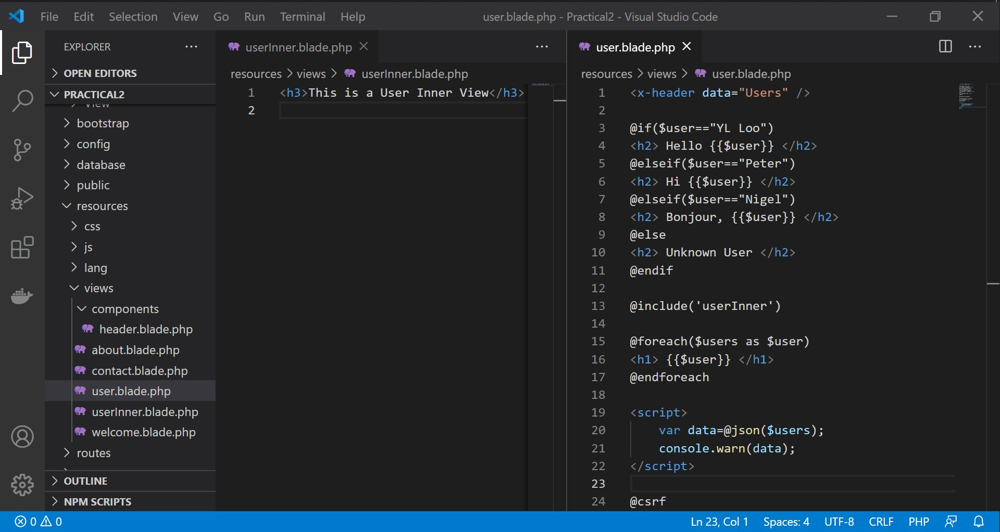 File Edit Selection View Go Run Terminal Help
user.blade.php - Practical2 - Visual Studio Code
EXPLORER
OPEN EDITORS
PRACTICAL2
View
bootstrap
config
database
public
resources
css
js
lang
views
components
header.blade.php
about.blade.php
contact.blade.php
user.blade.php
userInner.blade.php
welcome.blade.php
routes
OUTLINE
NPM SCRIPTS
userInner.blade.php
resources > views > userInner.blade.php
1 <h3>This is a User Inner View</h3>
2
user.blade.php
resources > views > user.blade.php
1 <x-header data="Users" />
2
3 @if($user=="YL Loo")
4 <h2> Hello {{$user}} </h2>
5 @elseif($user=="Peter")
6 <h2> Hi {{$user}} </h2>
7 @elseif($user=="Nigel")
8 <h2> Bonjour, {{$user}} </h2>
9 @else
10 <h2> Unknown User </h2>
11 @endif
12
13 @include('userInner')
14
15 @foreach($users as $user)
16 <h1> {{$user}} </h1>
17 @endforeach
18
19 <script>
20 var data=@json($users);
21 console.warn(data);
22 </script>
23
24 @csrf
0 0
Ln 23, Col 1 Spaces: 4 UTF-8 CRLF PHP